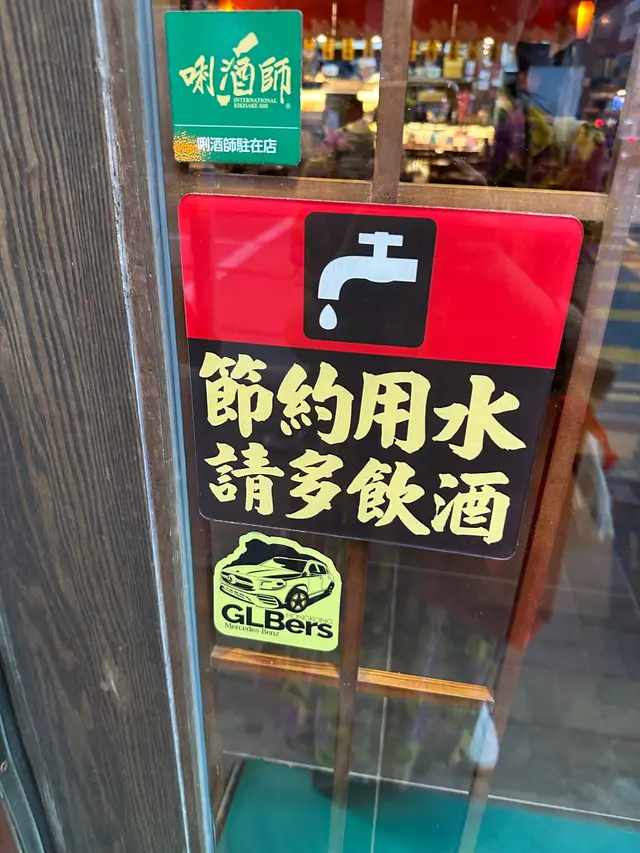 唎酒師
INTERNATIONAL
KIKISAKE-SHI
®
唎酒師駐在店
節約用水
請多飲酒
HONGKONG
GLBers
Mercedes-Benz